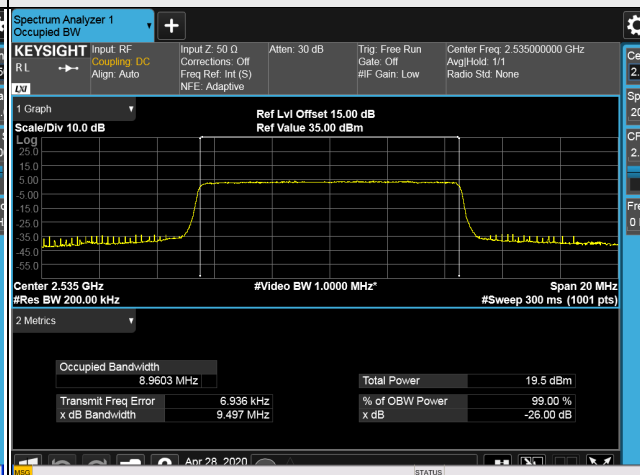 Spectrum Analyzer 1
Occupied BW
KEYSIGHT Input: RF Input Z: 50 Ω Atten: 30 dB Trig: Free Run Center Freq: 2.535000000 GHz
R L Coupling: DC Corrections: Off Gate: Off Avg|Hold: 1/1
Align: Auto Freq Ref: Int (S) #IF Gain: Low Radio Std: None
LXI NFE: Adaptive
1 Graph
Ref Lvl Offset 15.00 dB
Scale/Div 10.0 dB Ref Value 35.00 dBm
Log
25.0
15.0
5.00
-5.00
-15.0
-25.0
-35.0
-45.0
-55.0
Center 2.535 GHz #Video BW 1.0000 MHz* Span 20 MHz
#Res BW 200.00 kHz #Sweep 300 ms (1001 pts)
2 Metrics
Occupied Bandwidth
8.9603 MHz Total Power 19.5 dBm
Transmit Freq Error 6.936 kHz % of OBW Power 99.00 %
x dB Bandwidth 9.497 MHz x dB -26.00 dB
Apr 28, 2020
MSG STATUS